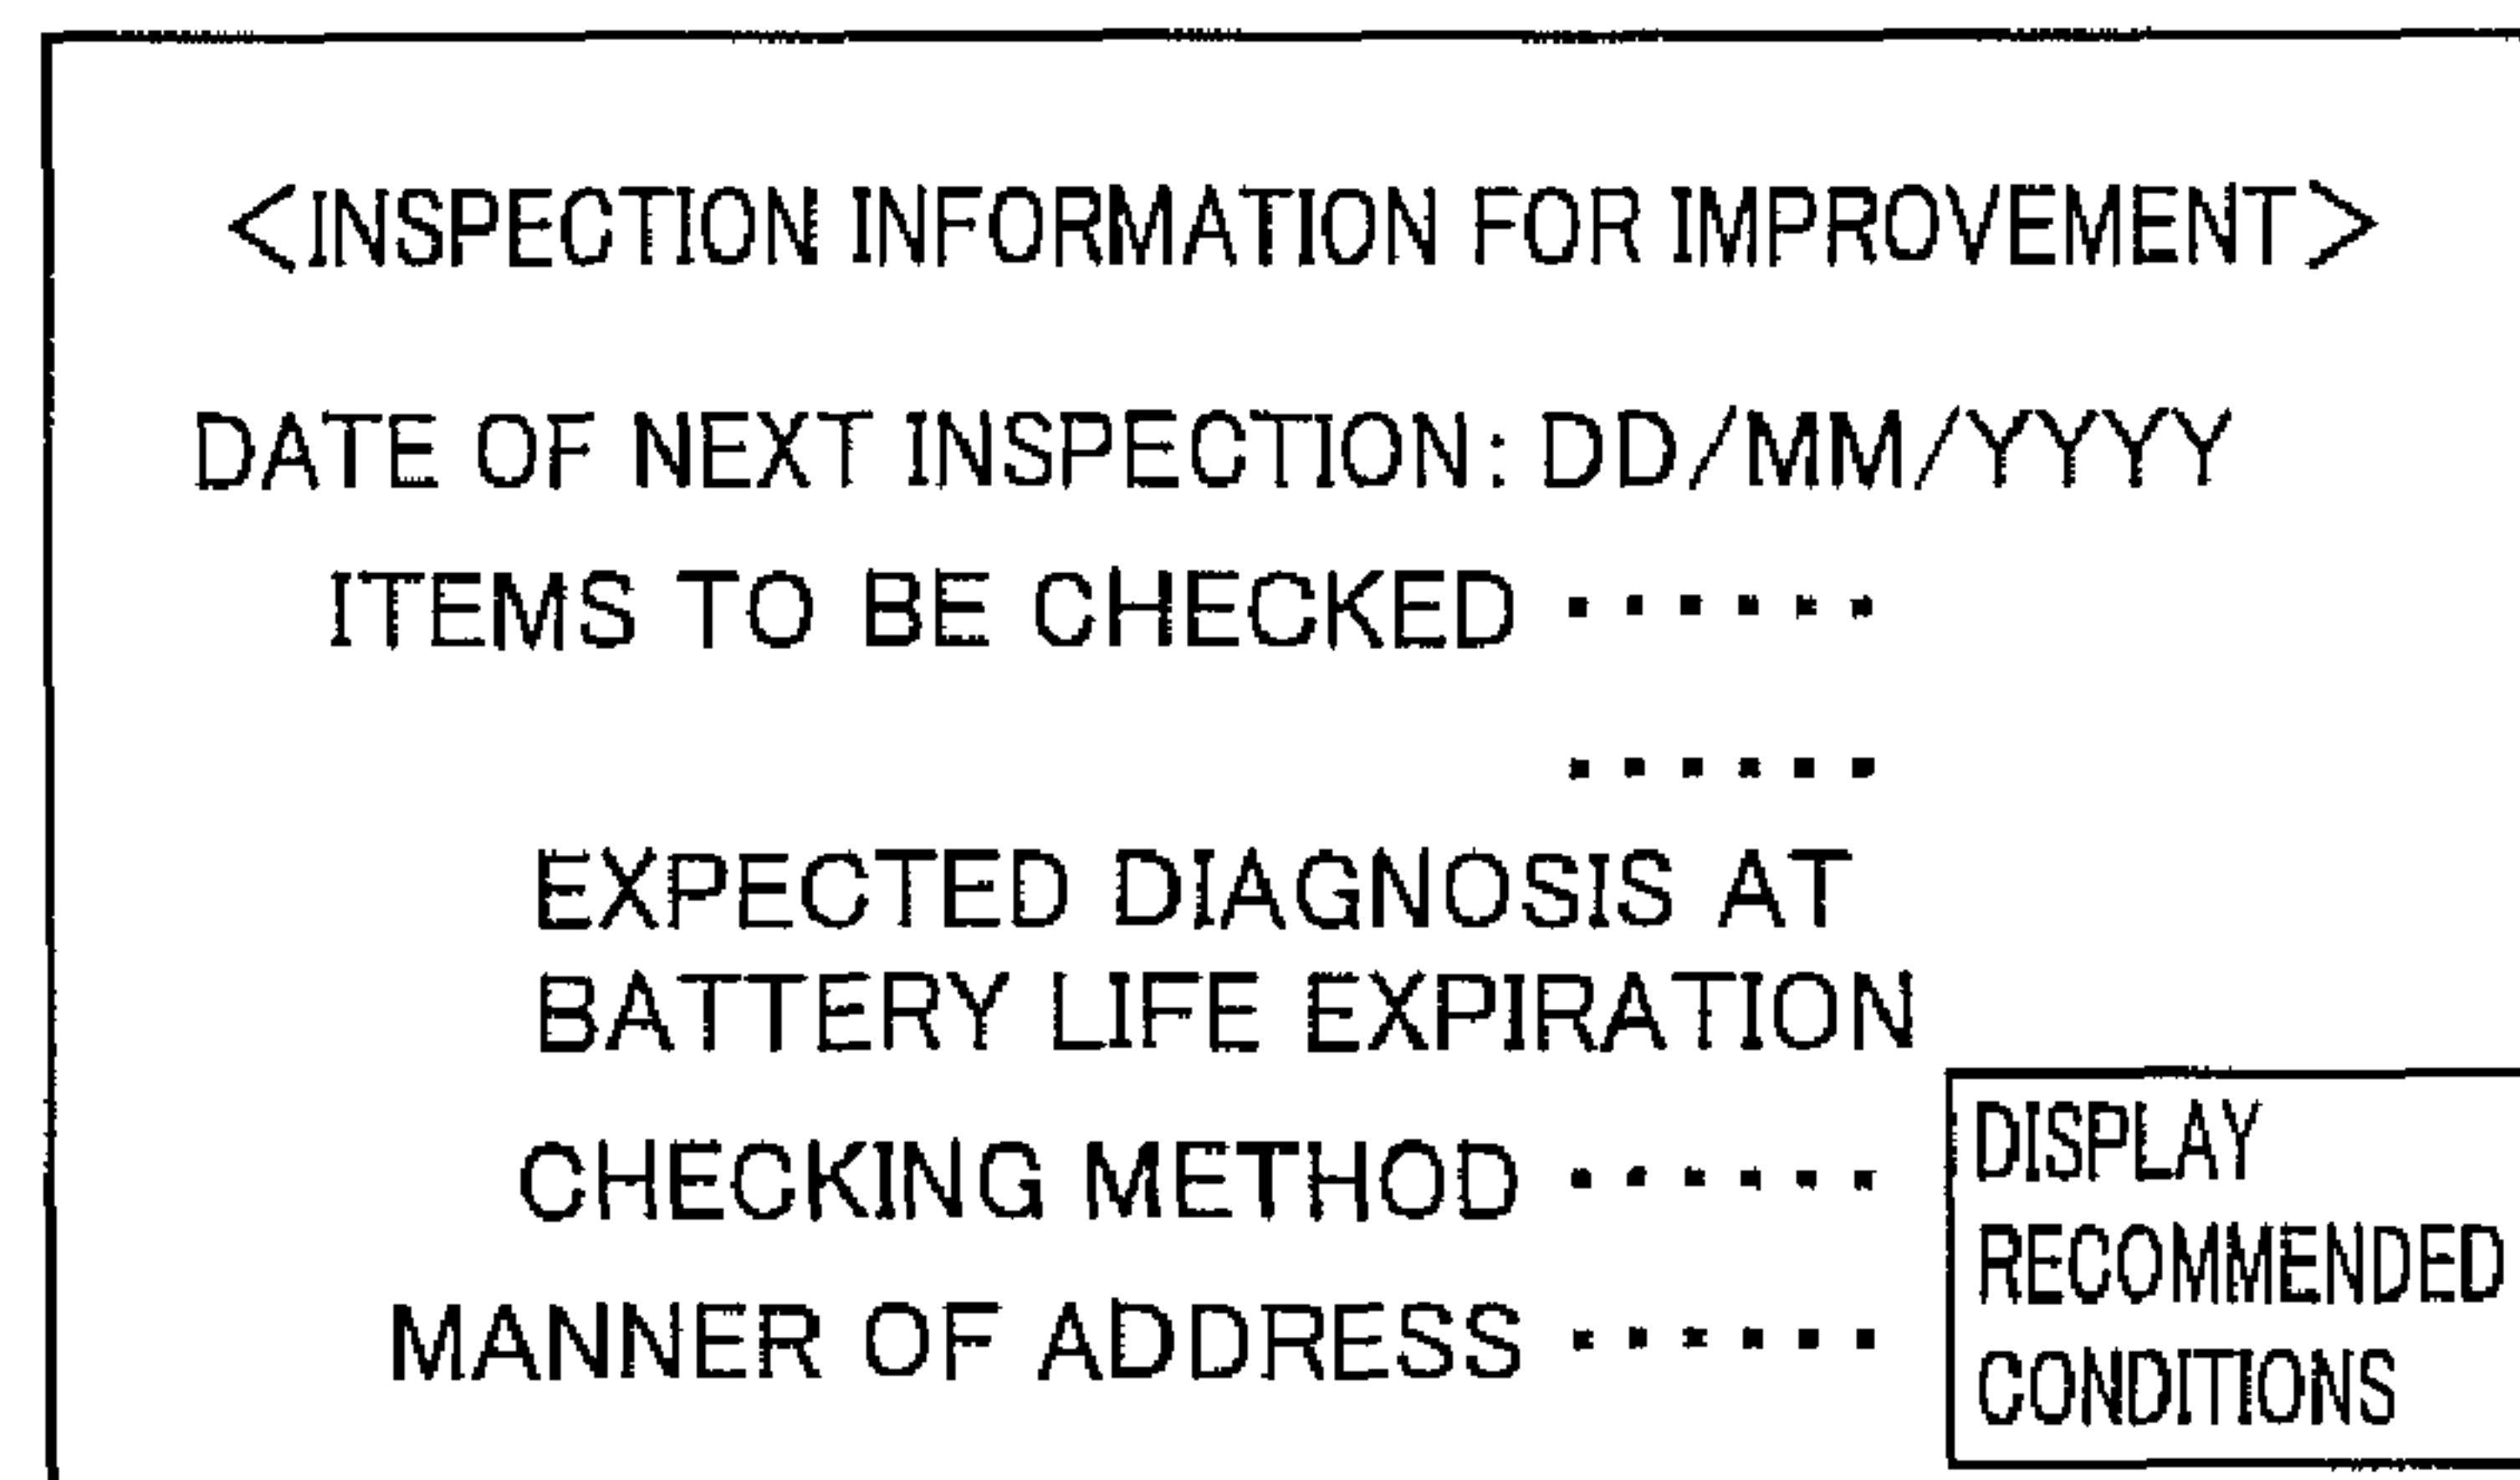 <INSPECTION INFORMATION FOR IMPROVEMENT>
DATE OF NEXT INSPECTION: DD/MM/YYYY
ITEMS TO BE CHECKED ······
······
EXPECTED DIAGNOSIS AT
BATTERY LIFE EXPIRATION
CHECKING METHOD ······
MANNER OF ADDRESS ······
DISPLAY
RECOMMENDED
CONDITIONS